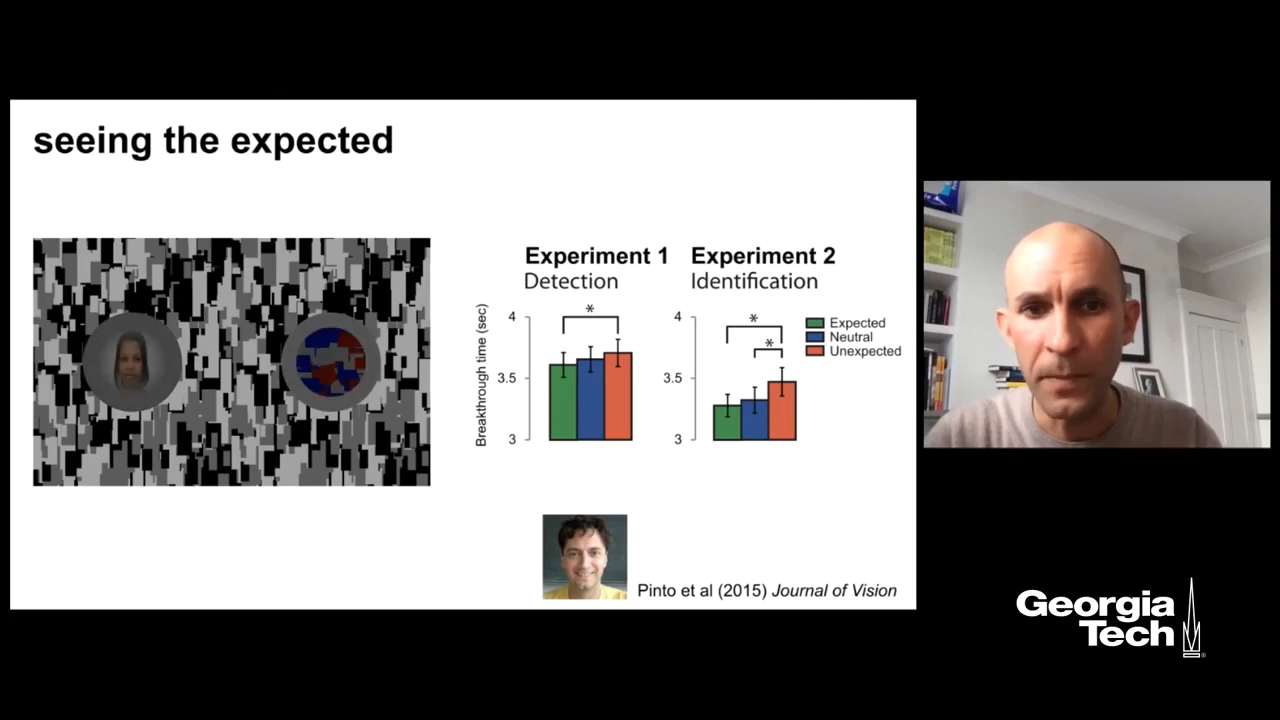 seeing the expected
Experiment 1
Detection
Experiment 2
Identification
Breakthrough time (sec)
4
3.5
3
*
4
3.5
3
*
*
Expected
Neutral
Unexpected
Pinto et al (2015) Journal of Vision
Georgia
Tech